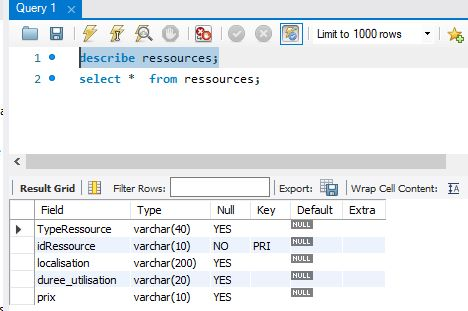 Query 1
Limit to 1000 rows
1 describe ressources;
2 select * from ressources;
Result Grid Filter Rows: Export: Wrap Cell Content:
Field Type Null Key Default Extra
TypeRessource varchar(40) YES NULL
idRessource varchar(10) NO PRI NULL
localisation varchar(200) YES NULL
duree_utilisation varchar(20) YES NULL
prix varchar(10) YES NULL